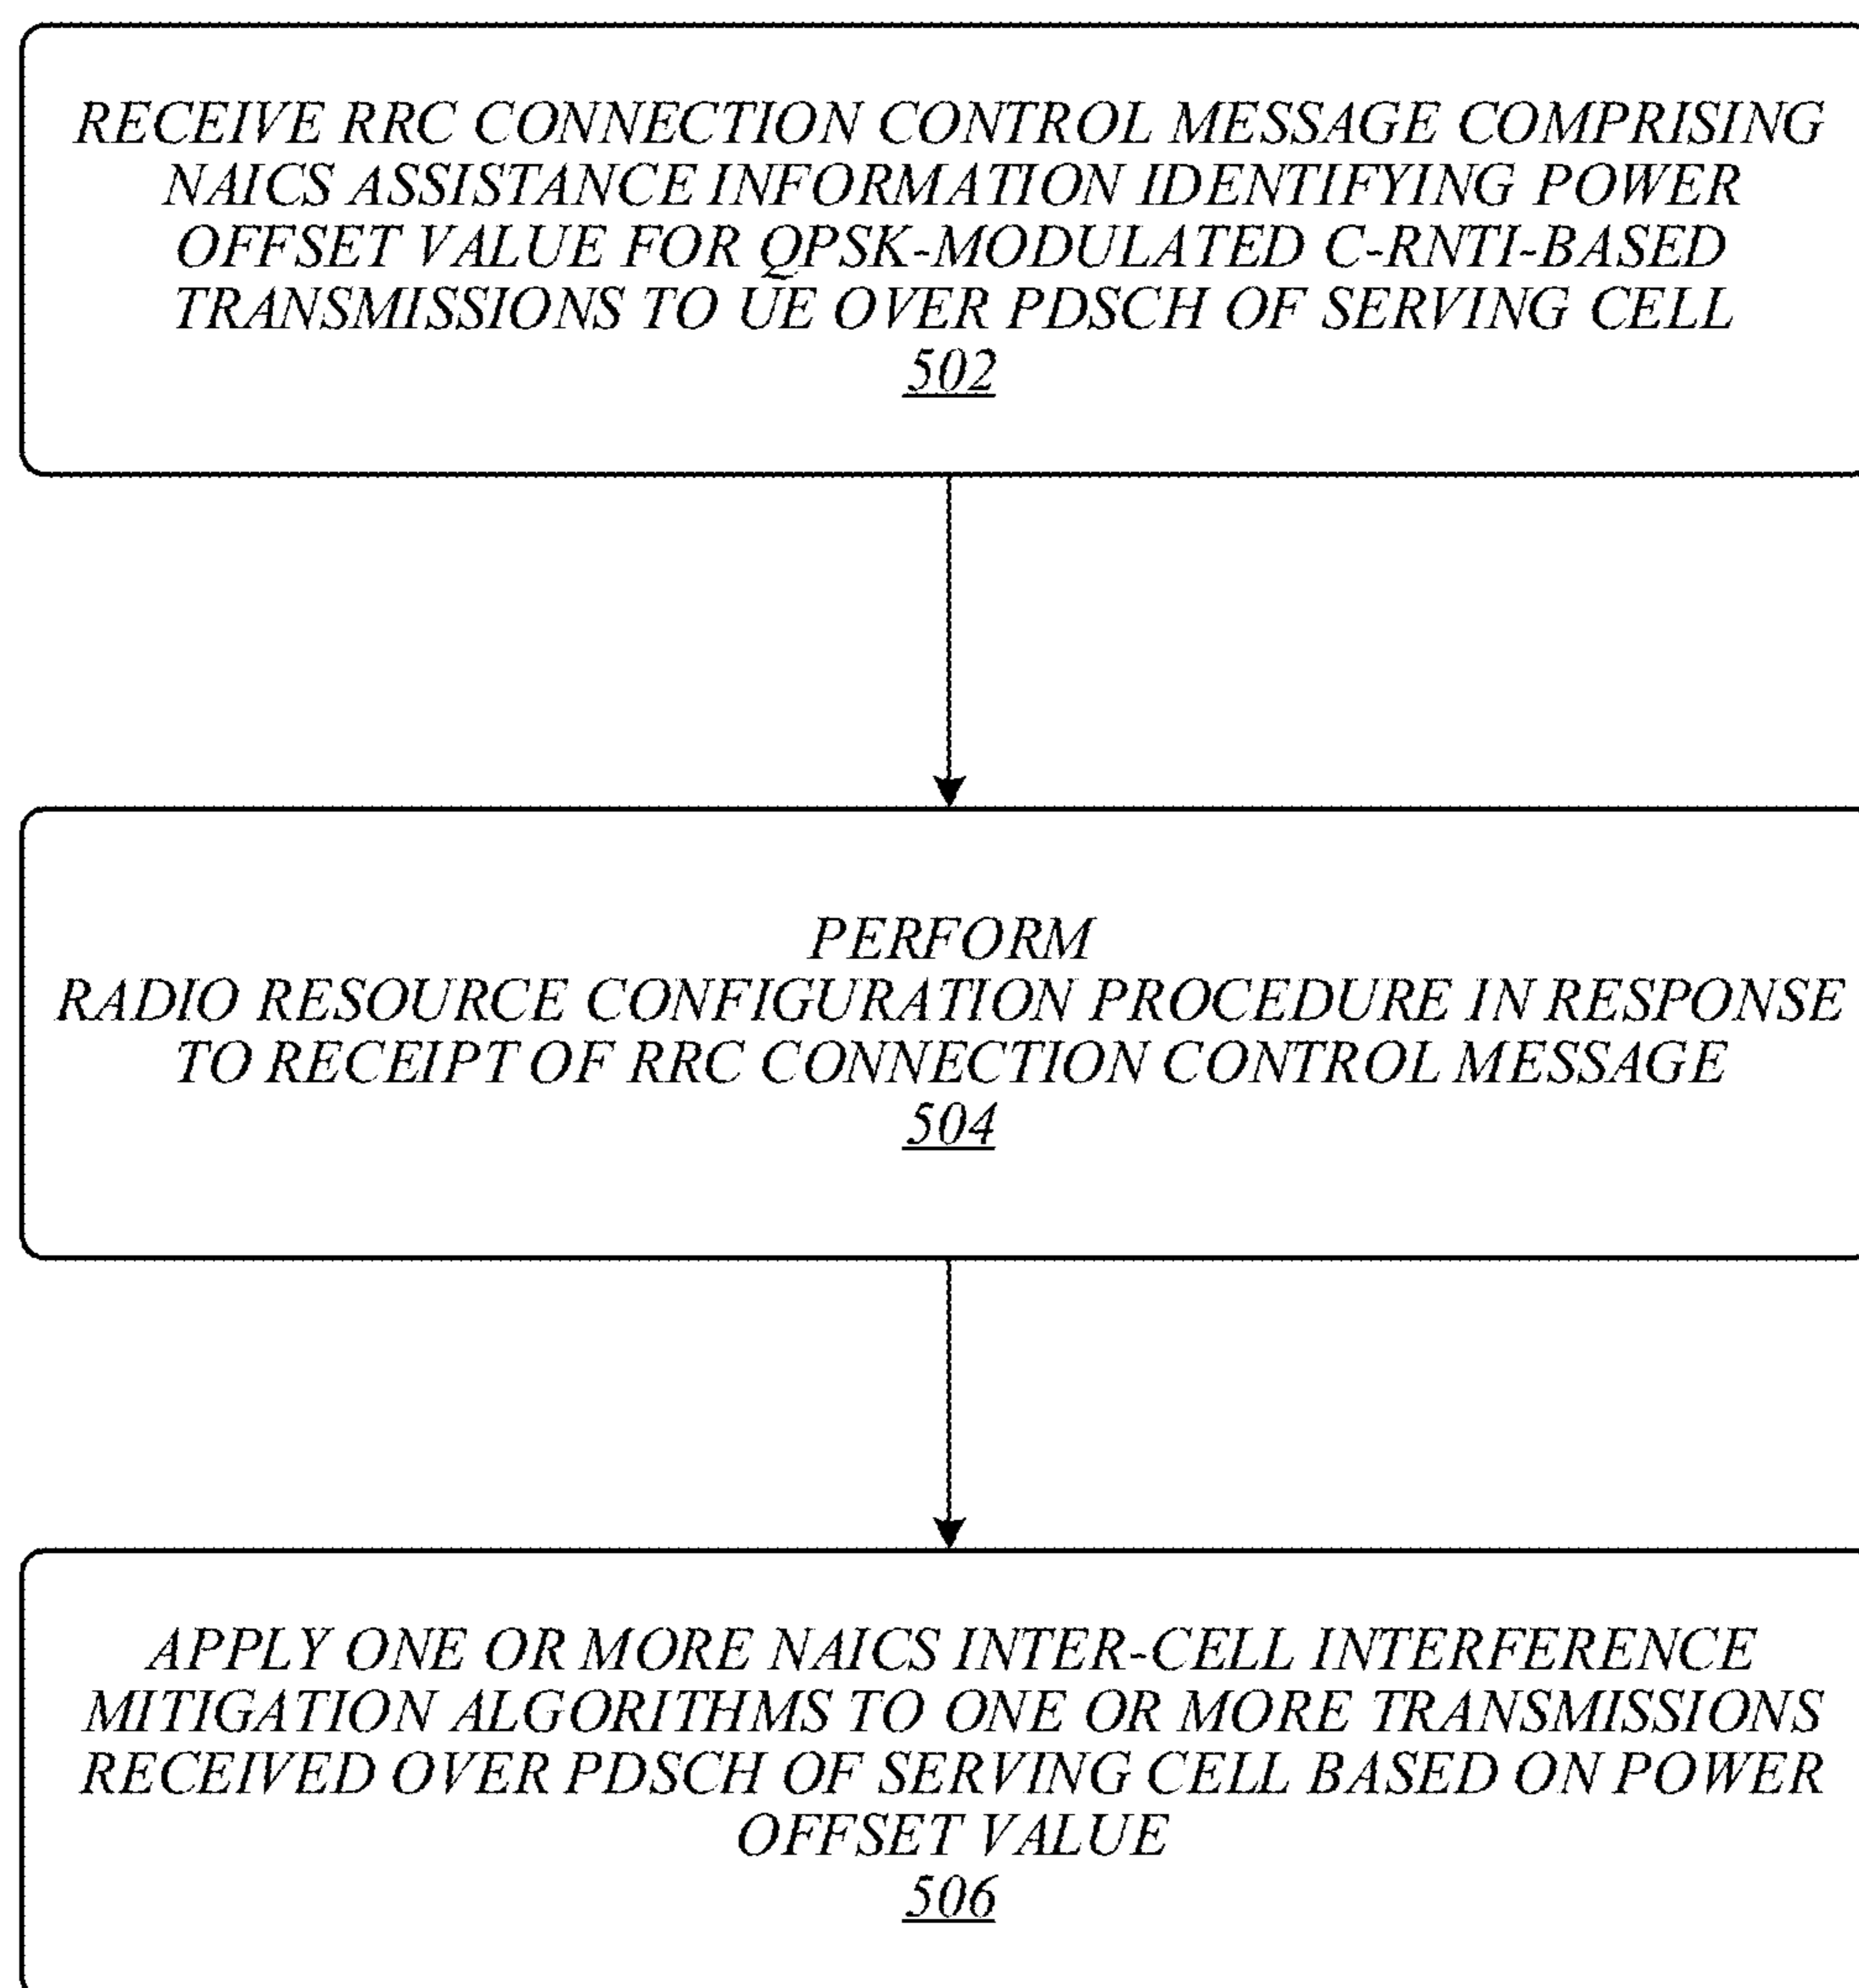 RECEIVE RRC CONNECTION CONTROL MESSAGE COMPRISING
NAICS ASSISTANCE INFORMATION IDENTIFYING POWER
OFFSET VALUE FOR QPSK-MODULATED C-RNTI-BASED
TRANSMISSIONS TO UE OVER PDSCH OF SERVING CELL
502
PERFORM
RADIO RESOURCE CONFIGURATION PROCEDURE IN RESPONSE
TO RECEIPT OF RRC CONNECTION CONTROL MESSAGE
504
APPLY ONE OR MORE NAICS INTER-CELL INTERFERENCE
MITIGATION ALGORITHMS TO ONE OR MORE TRANSMISSIONS
RECEIVED OVER PDSCH OF SERVING CELL BASED ON POWER
OFFSET VALUE
506